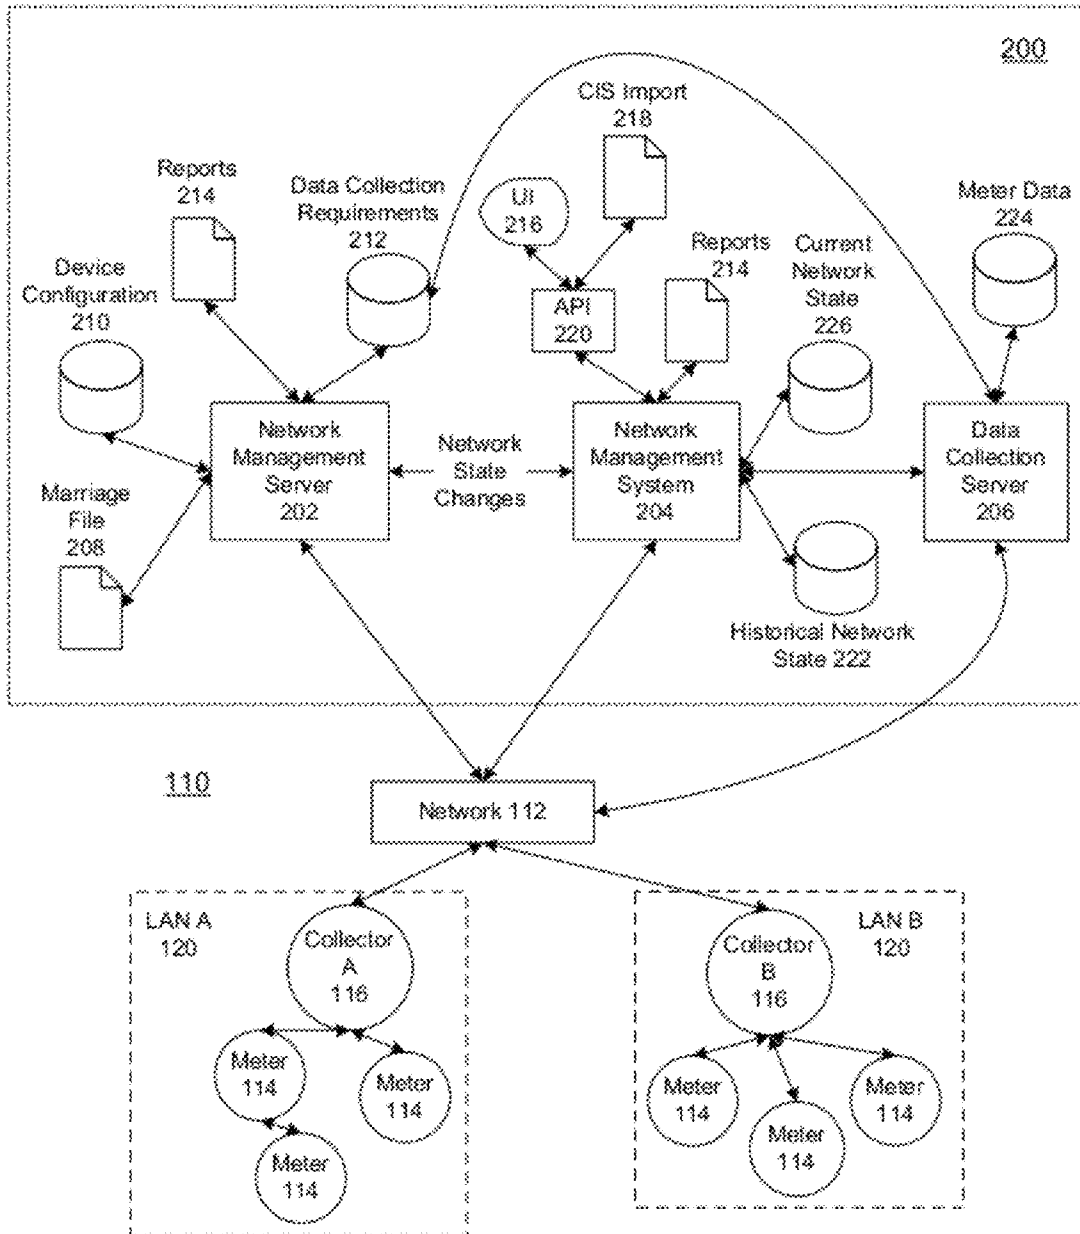 200
CIS Import
218
Reports
214
Data Collection
Requirements
212
UI
216
Meter Data
224
Device
Configuration
210
Reports
214
Current
Network
State
226
API
220
Network
Management
Server
202
Network
State
Changes
Network
Management
System
204
Data
Collection
Server
206
Marriage
File
208
Historical Network
State 222
110
Network 112
LAN A
120
Collector
A
116
Meter
114
Meter
114
Meter
114
LAN B
120
Collector
B
116
Meter
114
Meter
114
Meter
114